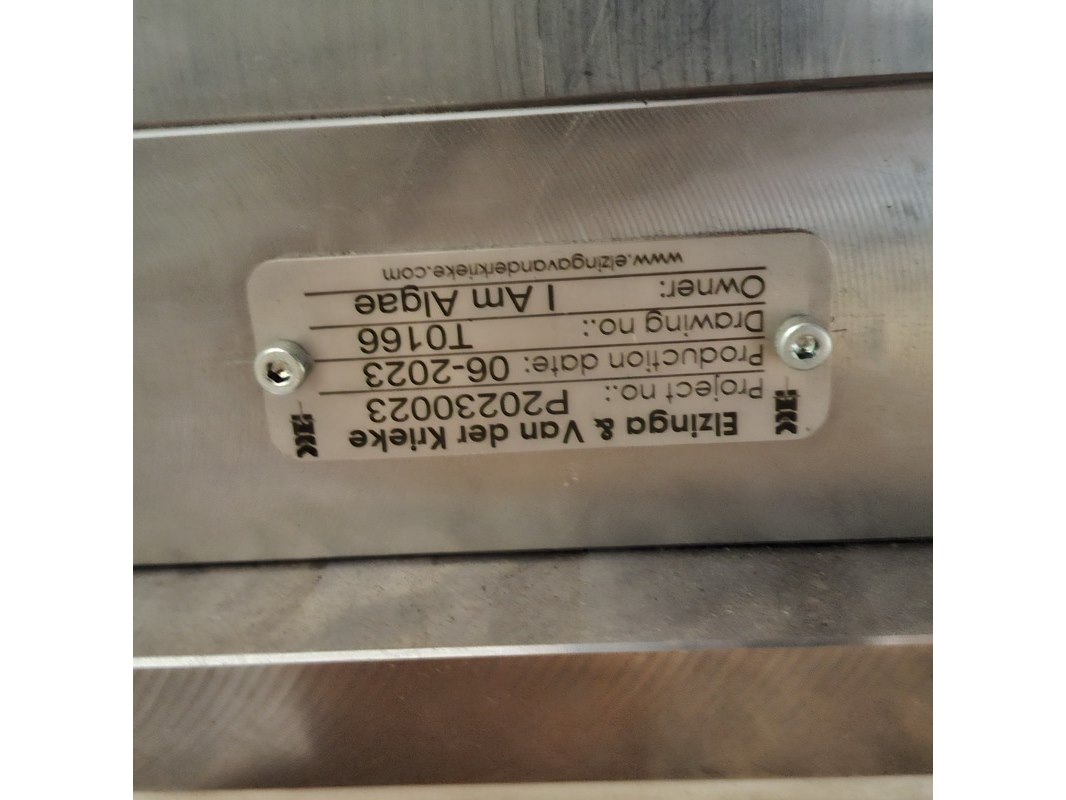 Elzinga & Van der Krieke
Project no.: P20230023
Production date: 06-2023
Drawing no.: T0166
Owner: I Am Algae
www.elzingavanderkrieke.com